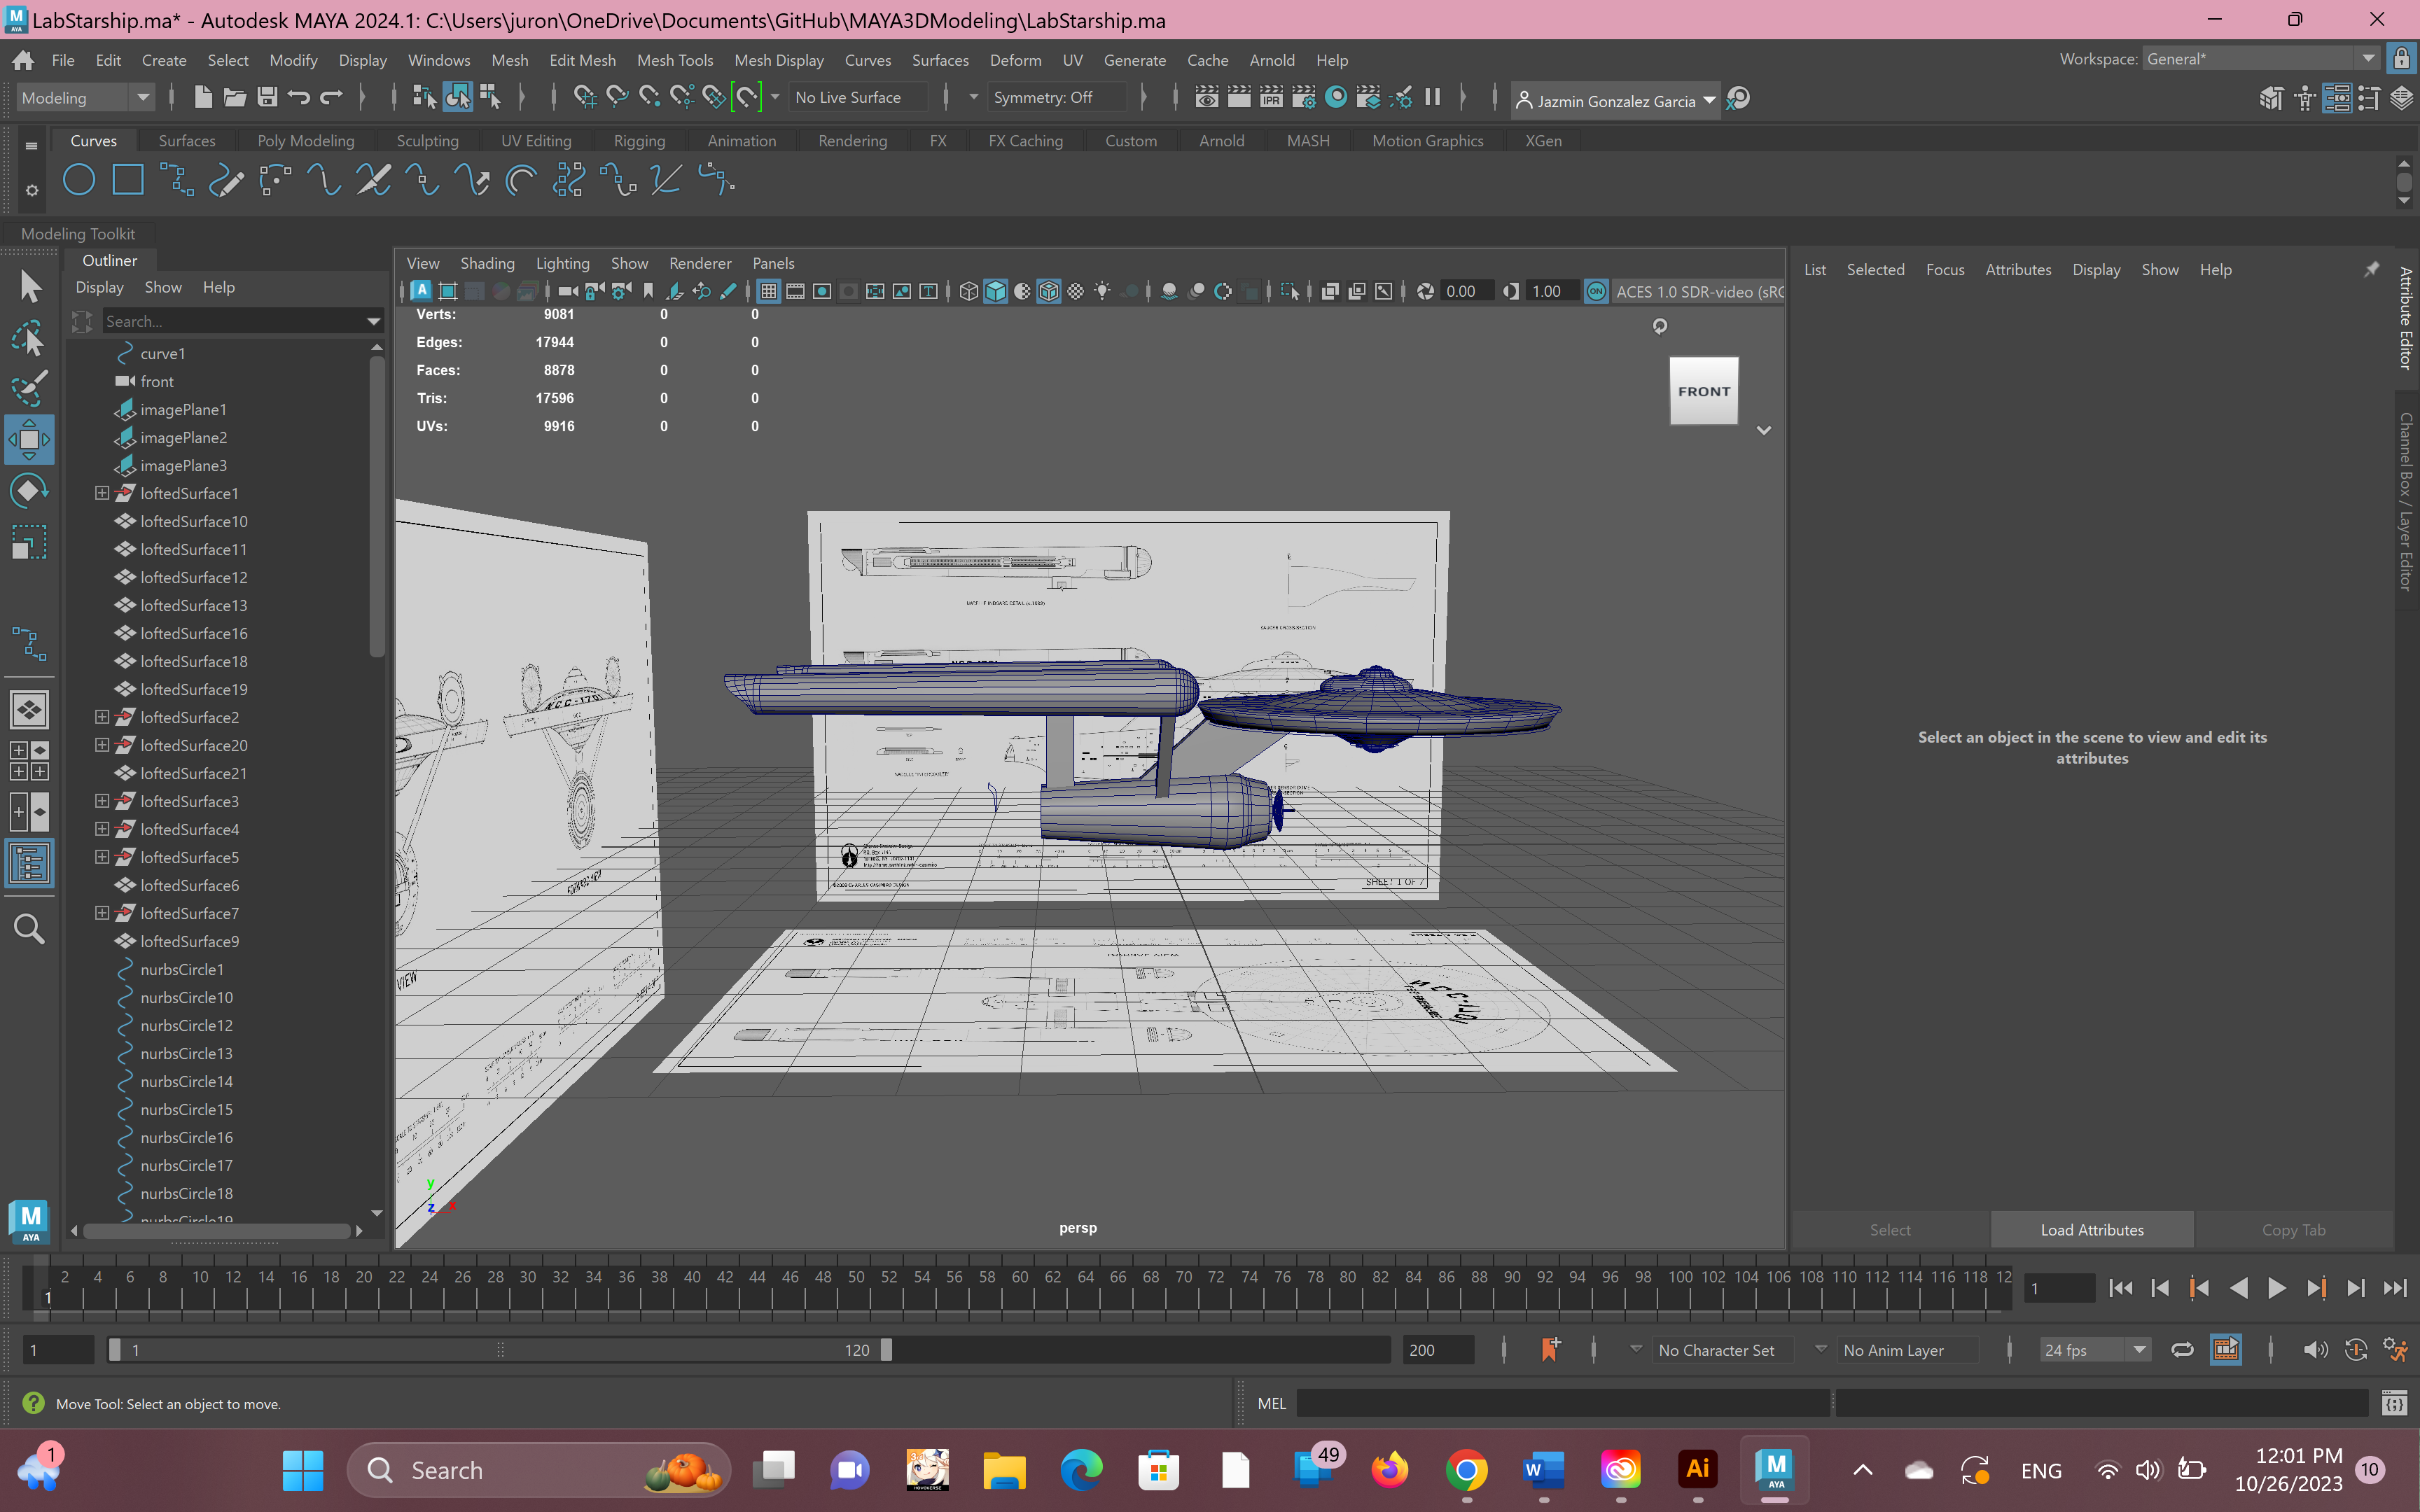 LabStarship.ma* - Autodesk MAYA 2024.1: C:\Users\juron\OneDrive\Documents\GitHub\MAYA3DModeling\LabStarship.ma
File Edit Create Select Modify Display Windows Mesh Edit Mesh Mesh Tools Mesh Display Curves Surfaces Deform UV Generate Cache Arnold Help
Workspace: General*
Modeling
No Live Surface
Symmetry: Off
IPR
Jazmin Gonzalez Garcia
Curves Surfaces Poly Modeling Sculpting UV Editing Rigging Animation Rendering FX FX Caching Custom Arnold MASH Motion Graphics XGen
Modeling Toolkit
Outliner
Display Show Help
Search...
curve1
front
imagePlane1
imagePlane2
imagePlane3
loftedSurface1
loftedSurface10
loftedSurface11
loftedSurface12
loftedSurface13
loftedSurface16
loftedSurface18
loftedSurface19
loftedSurface2
loftedSurface20
loftedSurface21
loftedSurface3
loftedSurface4
loftedSurface5
loftedSurface6
loftedSurface7
loftedSurface9
nurbsCircle1
nurbsCircle10
nurbsCircle12
nurbsCircle13
nurbsCircle14
nurbsCircle15
nurbsCircle16
nurbsCircle17
nurbsCircle18
nurbsCircle19
View Shading Lighting Show Renderer Panels
0.00 1.00 ON ACES 1.0 SDR-video (sRG
Verts: 9081 0 0
Edges: 17944 0 0
Faces: 8878 0 0
Tris: 17596 0 0
UVs: 9916 0 0
FRONT
SHEET 1 OF 7
VIEW
y
z x
persp
List Selected Focus Attributes Display Show Help
Attribute Editor
Channel Box / Layer Editor
Select an object in the scene to view and edit its
attributes
Select Load Attributes Copy Tab
M
AYA
2 4 6 8 10 12 14 16 18 20 22 24 26 28 30 32 34 36 38 40 42 44 46 48 50 52 54 56 58 60 62 64 66 68 70 72 74 76 78 80 82 84 86 88 90 92 94 96 98 100 102 104 106 108 110 112 114 116 118 12
1
1
1 1 120 200
No Character Set
No Anim Layer
24 fps
Move Tool: Select an object to move.
MEL
1
Search
49
Ai
M
AYA
ENG
12:01 PM
10/26/2023
10